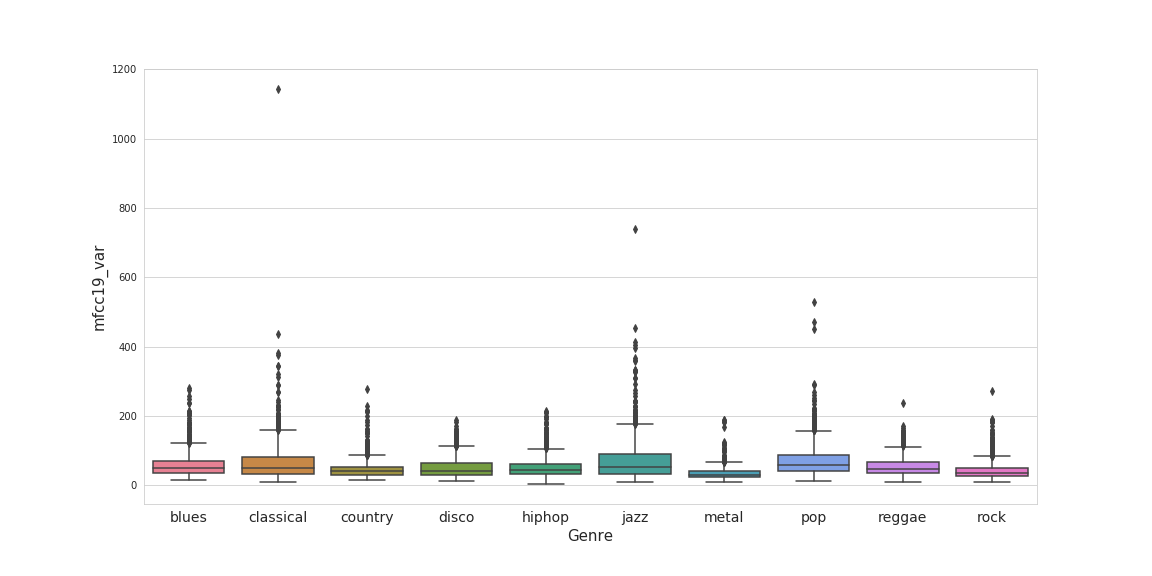 1200
1000
800
600
400
200
0
mfcc19_var
blues classical country disco hiphop jazz metal pop reggae rock
Genre